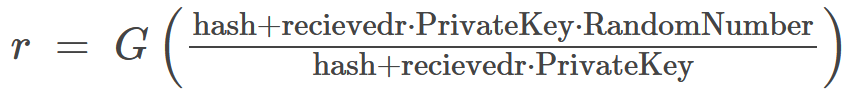 r = G ( hash+recievedr·PrivateKey·RandomNumber / hash+recievedr·PrivateKey )